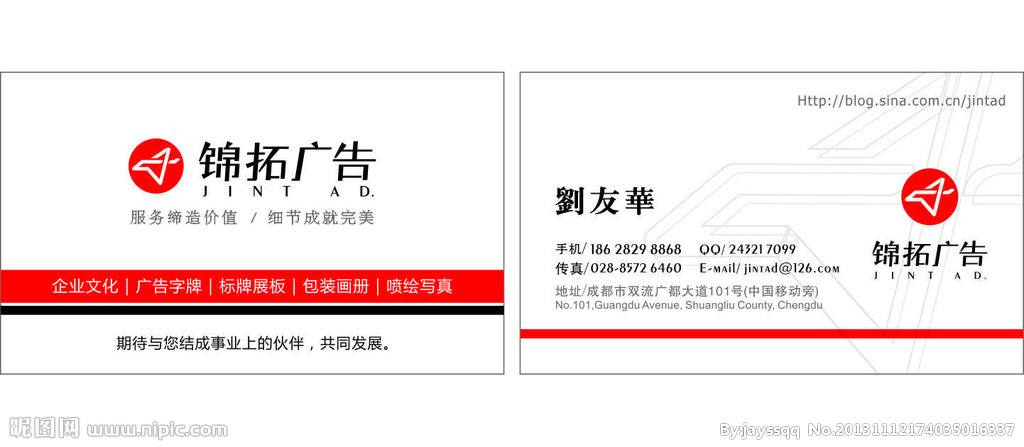 锦拓广告
JINT AD.
服务缔造价值 / 细节成就完美
企业文化 | 广告字牌 | 标牌展板 | 包装画册 | 喷绘写真
期待与您结成事业上的伙伴，共同发展。
Http://blog.sina.com.cn/jintad
劉友華
锦拓广告
JINT AD.
手机/ 186 2829 8868 QQ/ 24321 7099
传真/ 028-8572 6460 E-mail/ jintad@126.com
地址/成都市双流广都大道101号(中国移动旁)
No.101,Guangdu Avenue, Shuangliu County, Chengdu
昵图网 www.nipic.com
By:jayssqq No.20131112174035016337